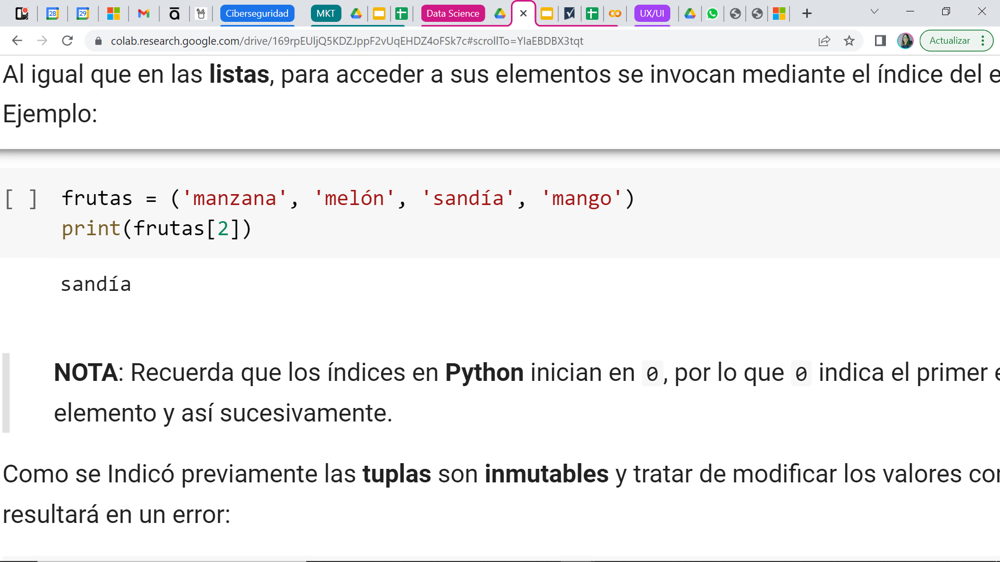 28 29 Ciberseguridad MKT Data Science UX/UI
colab.research.google.com/drive/169rpEUljQ5KDZJppF2vUqEHDZ4oFSk7c#scrollTo=YIaEBDBX3tqt Actualizar
Al igual que en las listas, para acceder a sus elementos se invocan mediante el índice del e
Ejemplo:
[ ] frutas = ('manzana', 'melón', 'sandía', 'mango')
print(frutas[2])
sandía
NOTA: Recuerda que los índices en Python inician en 0, por lo que 0 indica el primer e
elemento y así sucesivamente.
Como se Indicó previamente las tuplas son inmutables y tratar de modificar los valores con
resultará en un error: